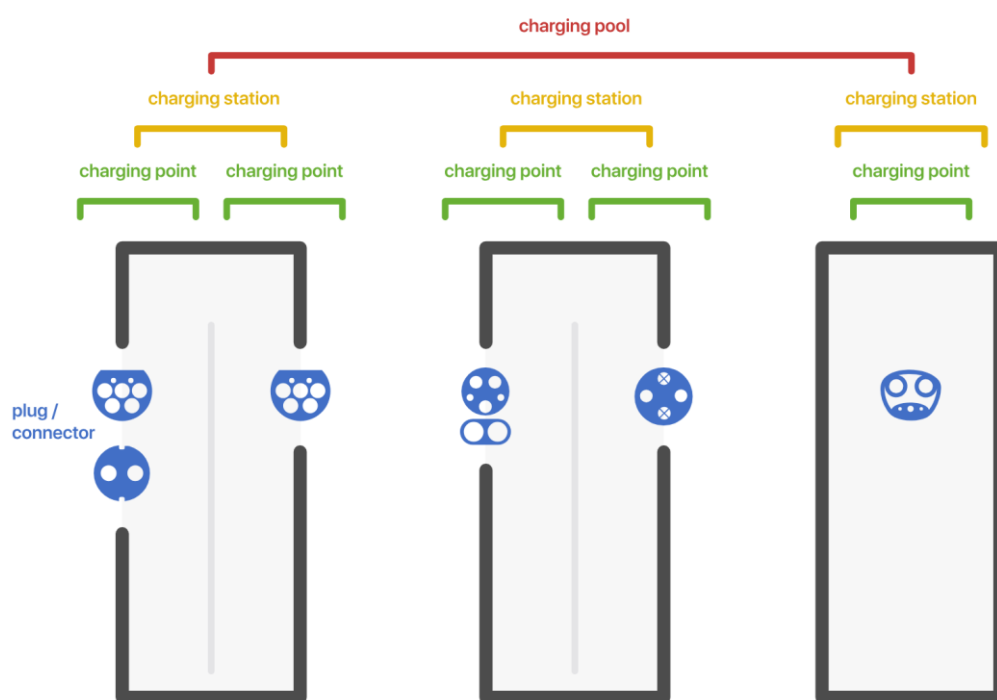 charging pool
charging station
charging station
charging station
charging point
charging point
charging point
charging point
charging point
plug /
connector